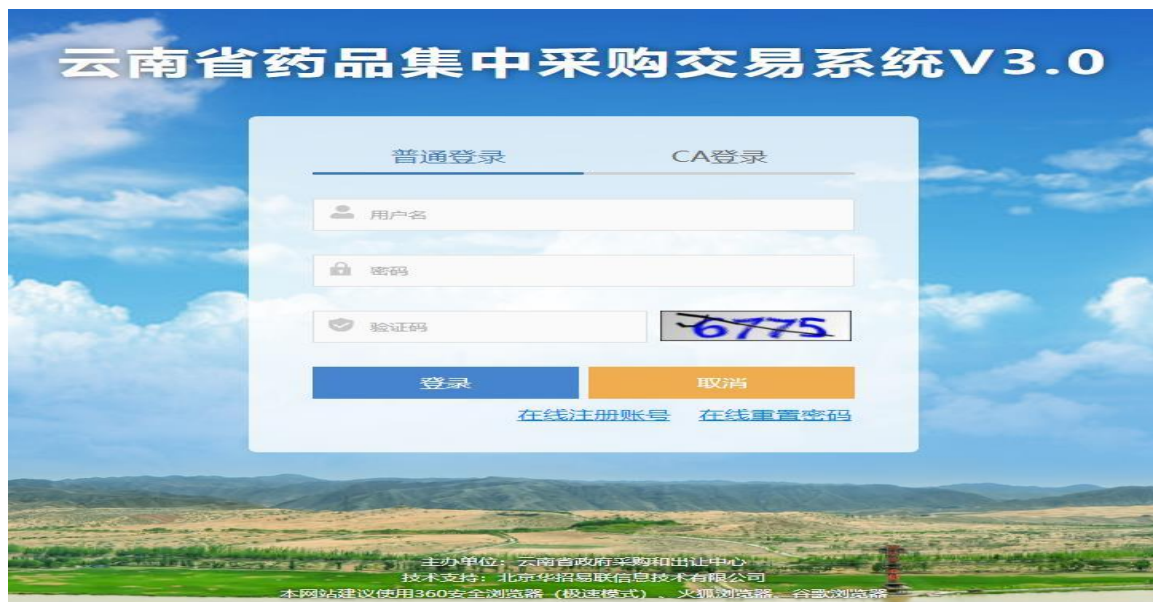 云南省药品集中采购交易系统V3.0
普通登录 CA登录
用户名
密码
验证码 6775
登录 取消
在线注册账号 在线重置密码
主办单位：云南省政府采购和出让中心
技术支持：北京华招易联信息技术有限公司
本网站建议使用360安全浏览器（极速模式）、火狐浏览器、谷歌浏览器